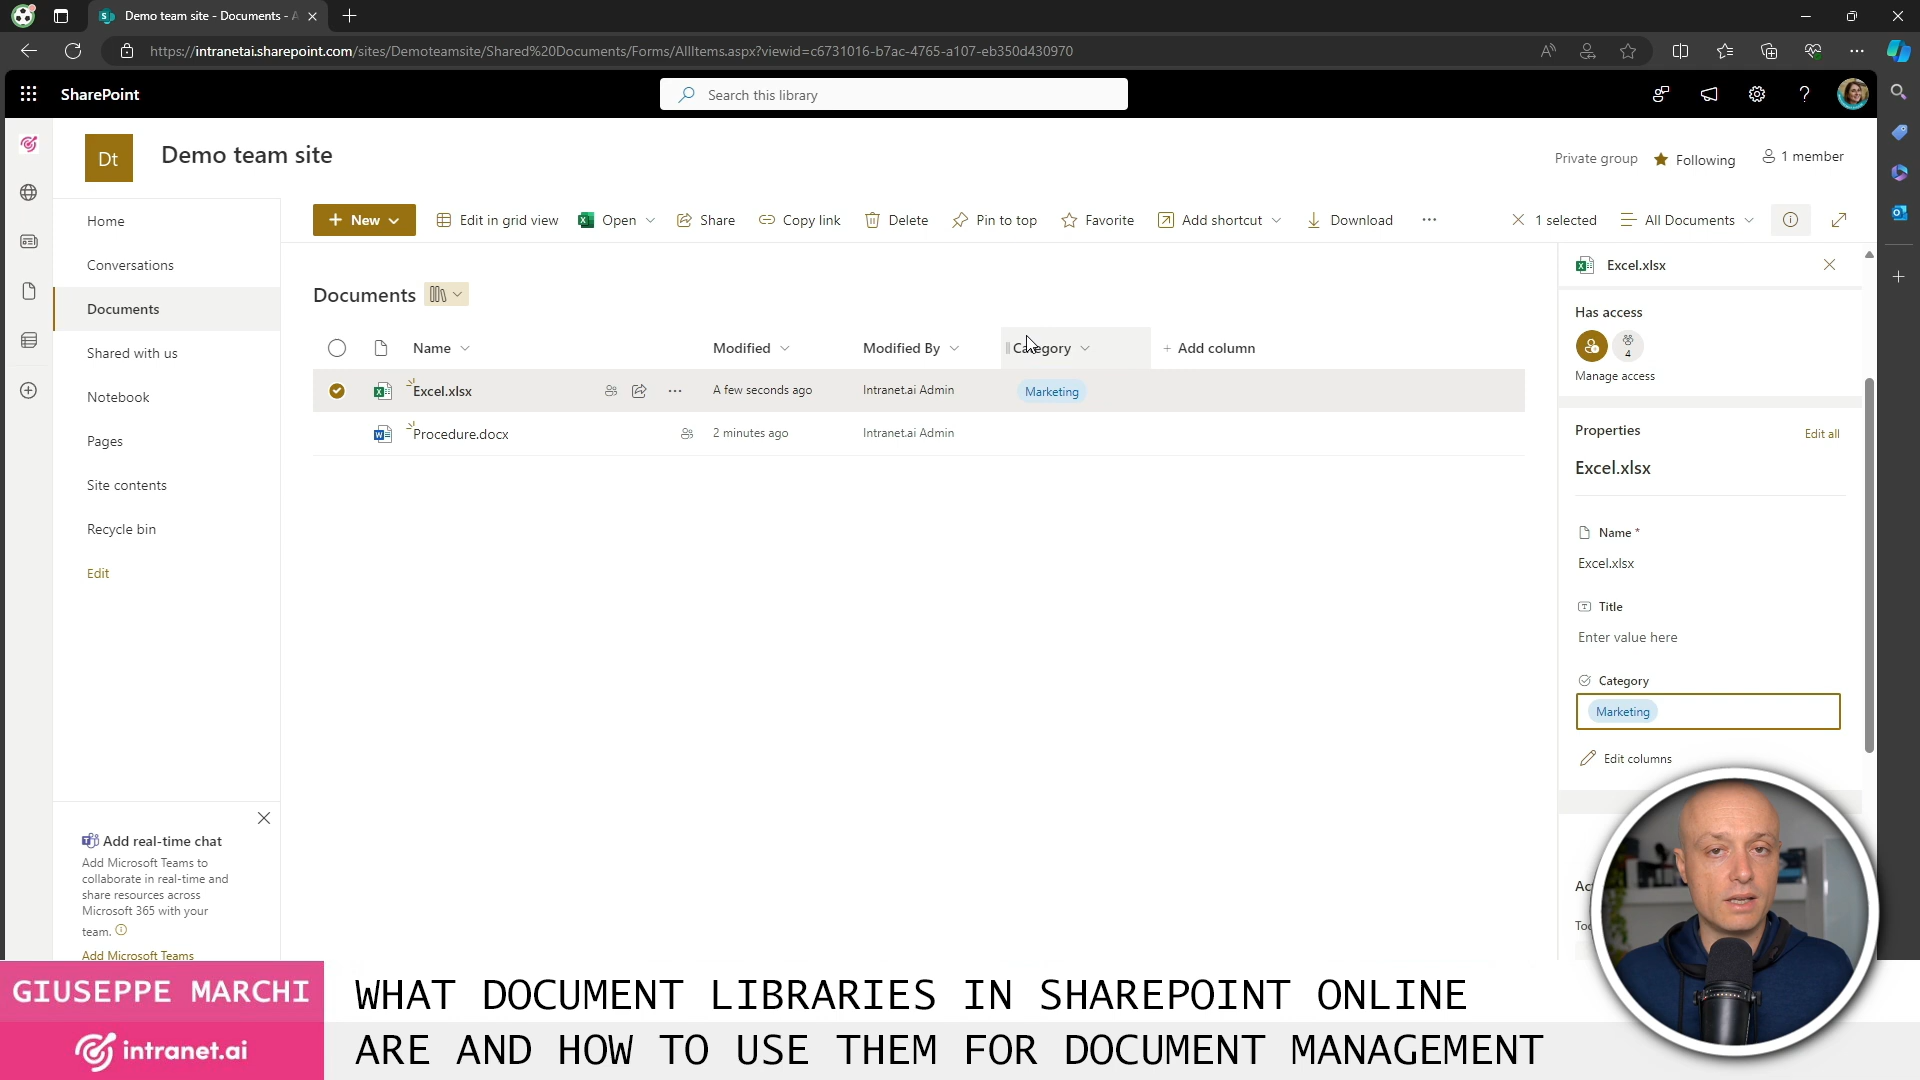 Demo team site - Documents - A
https://intranetai.sharepoint.com/sites/Demoteamsite/Shared%20Documents/Forms/AllItems.aspx?viewid=c6731016-b7ac-4765-a107-eb350d430970
SharePoint
Search this library
Dt
Demo team site
Private group
Following
1 member
Home
Conversations
Documents
Shared with us
Notebook
Pages
Site contents
Recycle bin
Edit
+ New
Edit in grid view
Open
Share
Copy link
Delete
Pin to top
Favorite
Add shortcut
Download
1 selected
All Documents
Documents
Name
Modified
Modified By
Category
+ Add column
Excel.xlsx
A few seconds ago
Intranet.ai Admin
Marketing
Procedure.docx
2 minutes ago
Intranet.ai Admin
Excel.xlsx
Has access
4
Manage access
Properties
Edit all
Excel.xlsx
Name *
Excel.xlsx
Title
Enter value here
Category
Marketing
Edit columns
Add real-time chat
Add Microsoft Teams to
collaborate in real-time and
share resources across
Microsoft 365 with your
team.
Add Microsoft Teams
GIUSEPPE MARCHI
intranet.ai
WHAT DOCUMENT LIBRARIES IN SHAREPOINT ONLINE
ARE AND HOW TO USE THEM FOR DOCUMENT MANAGEMENT